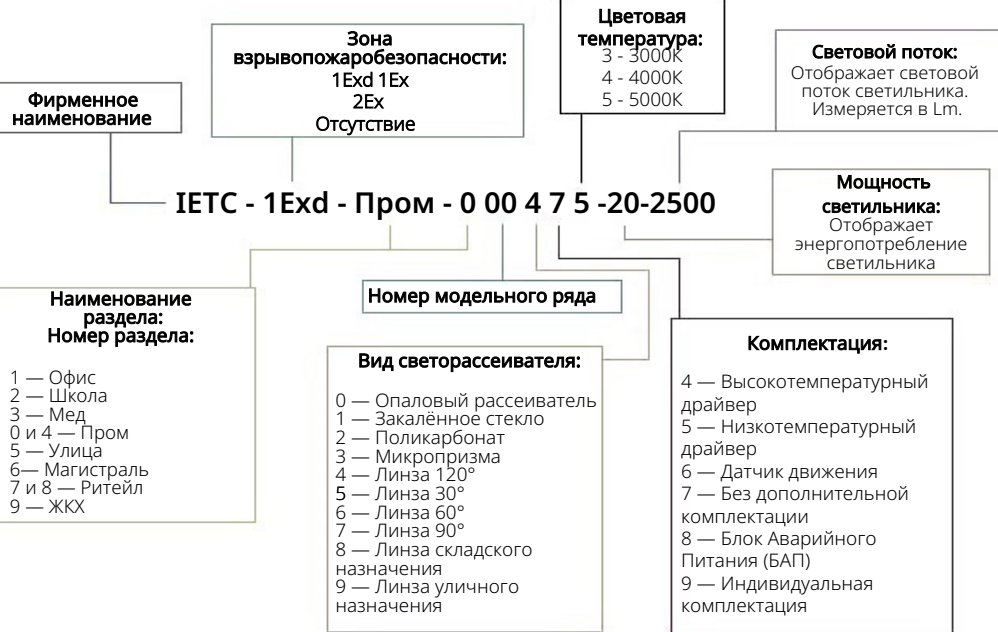 Цветовая
температура:
3 - 3000К
4 - 4000К
5 - 5000К
Зона
взрывопожаробезопасности:
1Exd 1Ex
2Ex
Отсутствие
Световой поток:
Отображает световой
поток светильника.
Измеряется в Lm.
Фирменное
наименование
IETC - 1Exd - Пром - 0 00 4 7 5 -20-2500
Мощность
светильника:
Отображает
энергопотребление
светильника
Наименование
раздела:
Номер раздела:
1 — Офис
2 — Школа
3 — Мед
0 и 4 — Пром
5 — Улица
6— Магистраль
7 и 8 — Ритейл
9 — ЖКХ
Номер модельного ряда
Вид светорассеивателя:
0 — Опаловый рассеиватель
1 — Закалённое стекло
2 — Поликарбонат
3 — Микропризма
4 — Линза 120°
5 — Линза 30°
6 — Линза 60°
7 — Линза 90°
8 — Линза складского
назначения
9 — Линза уличного
назначения
Комплектация:
4 — Высокотемпературный
драйвер
5 — Низкотемпературный
драйвер
6 — Датчик движения
7 — Без дополнительной
комплектации
8 — Блок Аварийного
Питания (БАП)
9 — Индивидуальная
комплектация